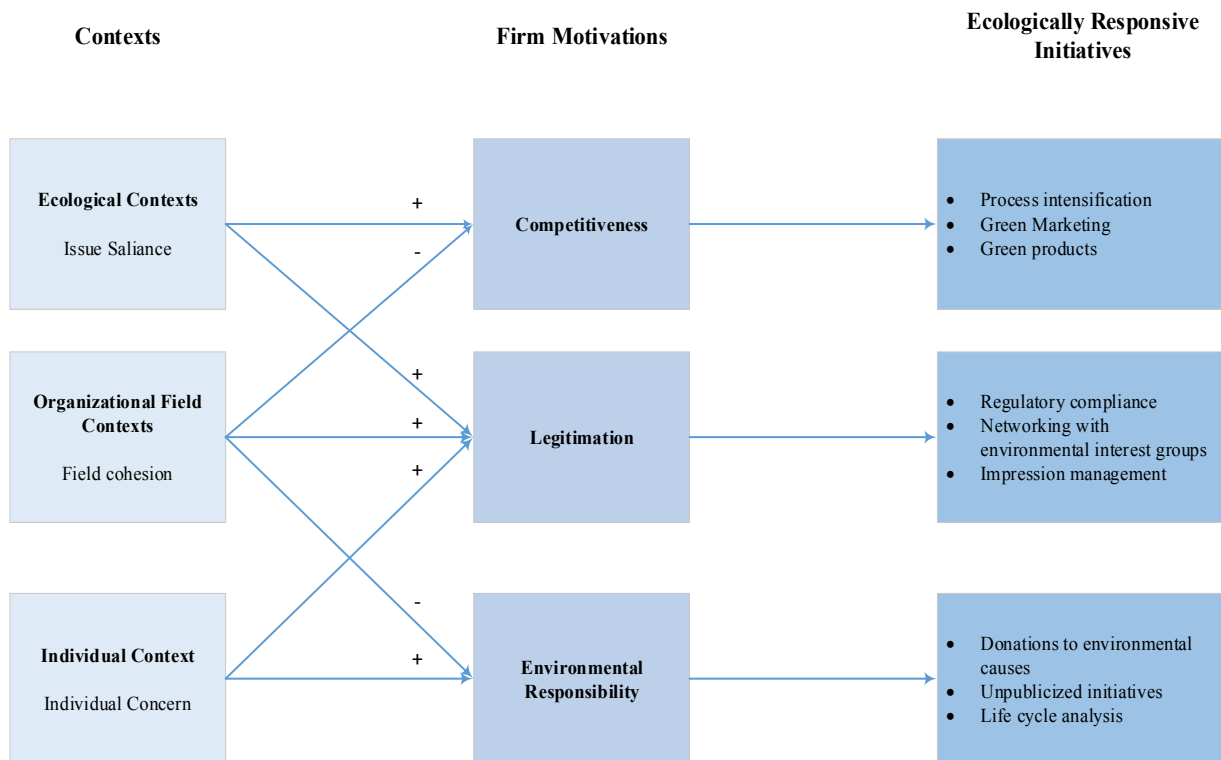 Contexts
Firm Motivations
Ecologically Responsive
Initiatives
Ecological Contexts
Issue Saliance
+
-
Competitiveness
• Process intensification
• Green Marketing
• Green products
Organizational Field
Contexts
Field cohesion
+
+
+
Legitimation
• Regulatory compliance
• Networking with
environmental interest groups
• Impression management
Individual Context
Individual Concern
-
+
Environmental
Responsibility
• Donations to environmental
causes
• Unpublicized initiatives
• Life cycle analysis